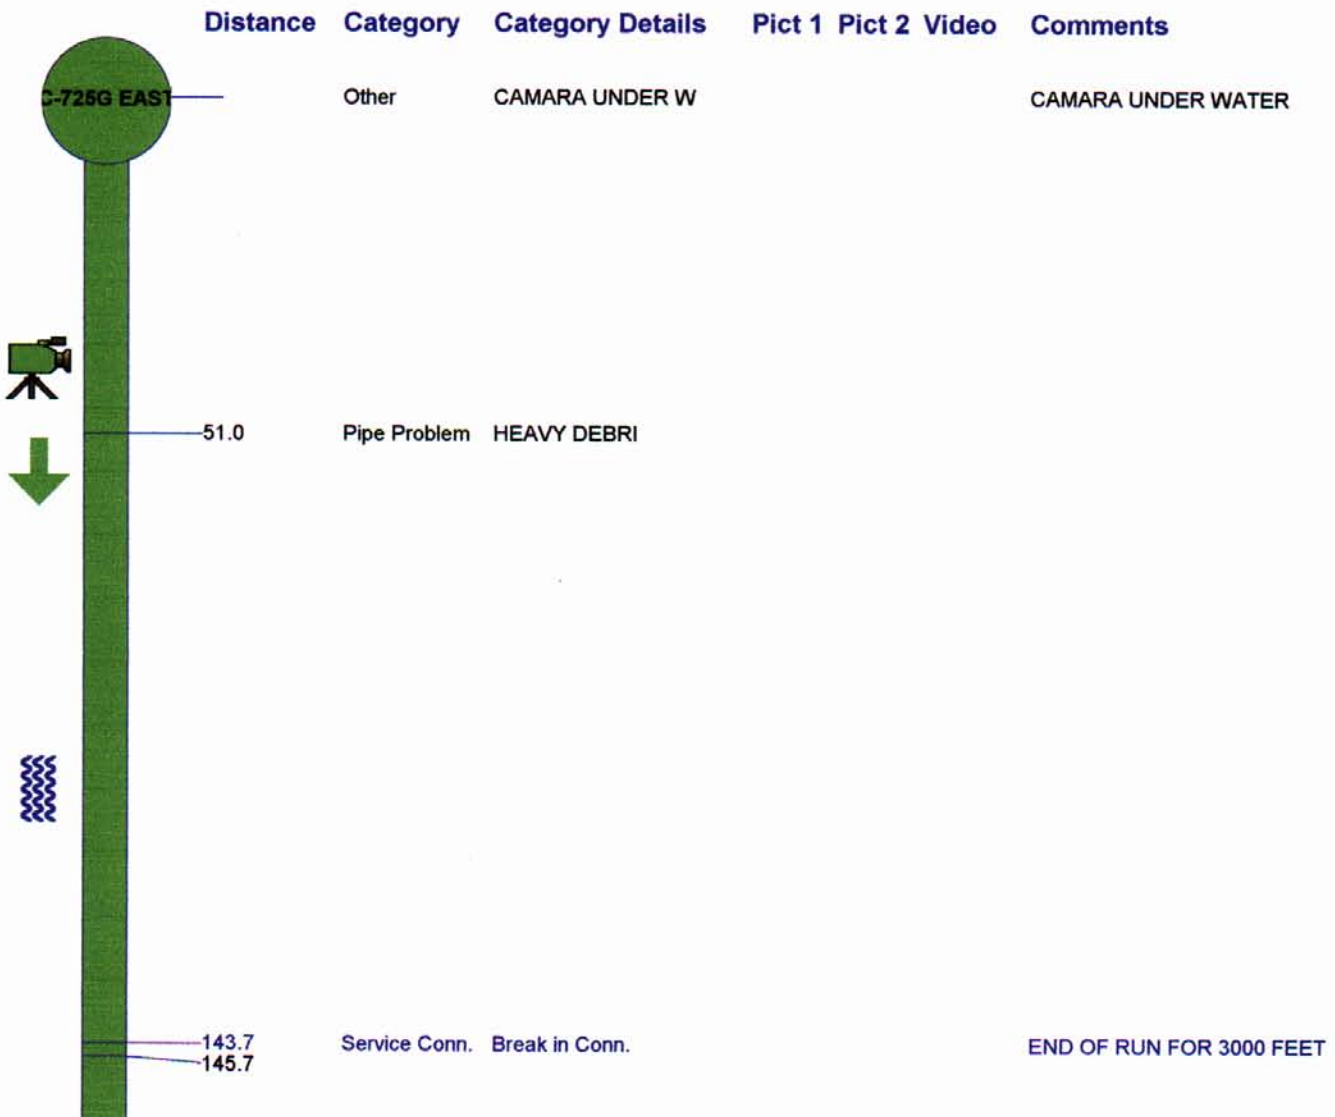 Distance Category Category Details Pict 1 Pict 2 Video Comments
C-725G EAST Other CAMARA UNDER W CAMARA UNDER WATER
51.0 Pipe Problem HEAVY DEBRI
143.7 Service Conn. Break in Conn. END OF RUN FOR 3000 FEET
145.7